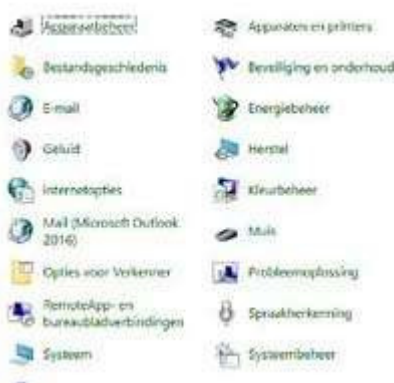 Apparaatbeheer
Apparaten en printers
Bestandsgeschiedenis
Beveiliging en onderhoud
E-mail
Energiebeheer
Geluid
Herstel
Internetopties
Kleurbeheer
Mail (Microsoft Outlook
2016)
Muis
Opties voor Verkenner
Probleemoplossing
RemoteApp- en
bureaubladverbindingen
Spraakherkenning
Systeem
Systeembeheer